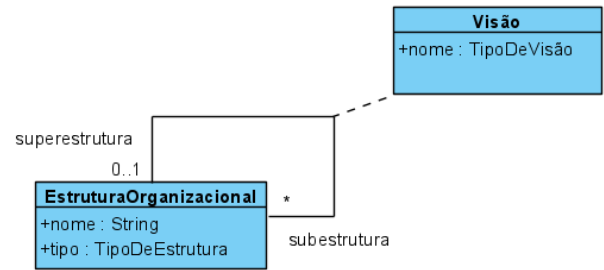 Visão
+nome : TipoDeVisão
superestrutura
0..1
EstruturaOrganizacional
+nome : String
+tipo : TipoDeEstrutura
*
subestrutura